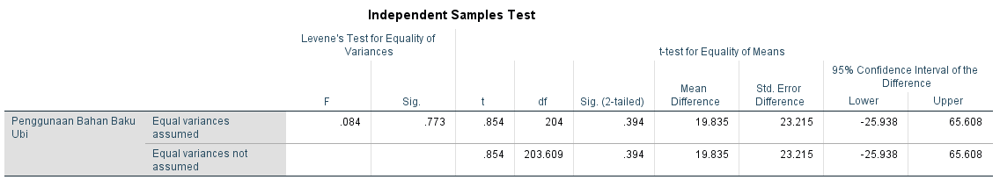 Independent Samples Test
Levene's Test for Equality of
Variances
t-test for Equality of Means
F
Sig.
t
df
Sig. (2-tailed)
Mean
Difference
Std. Error
Difference
95% Confidence Interval of the
Difference
Lower
Upper
Penggunaan Bahan Baku
Ubi
Equal variances
assumed
.084 .773 .854 204 .394 19.835 23.215 -25.938 65.608
Equal variances not
assumed
.854 203.609 .394 19.835 23.215 -25.938 65.608